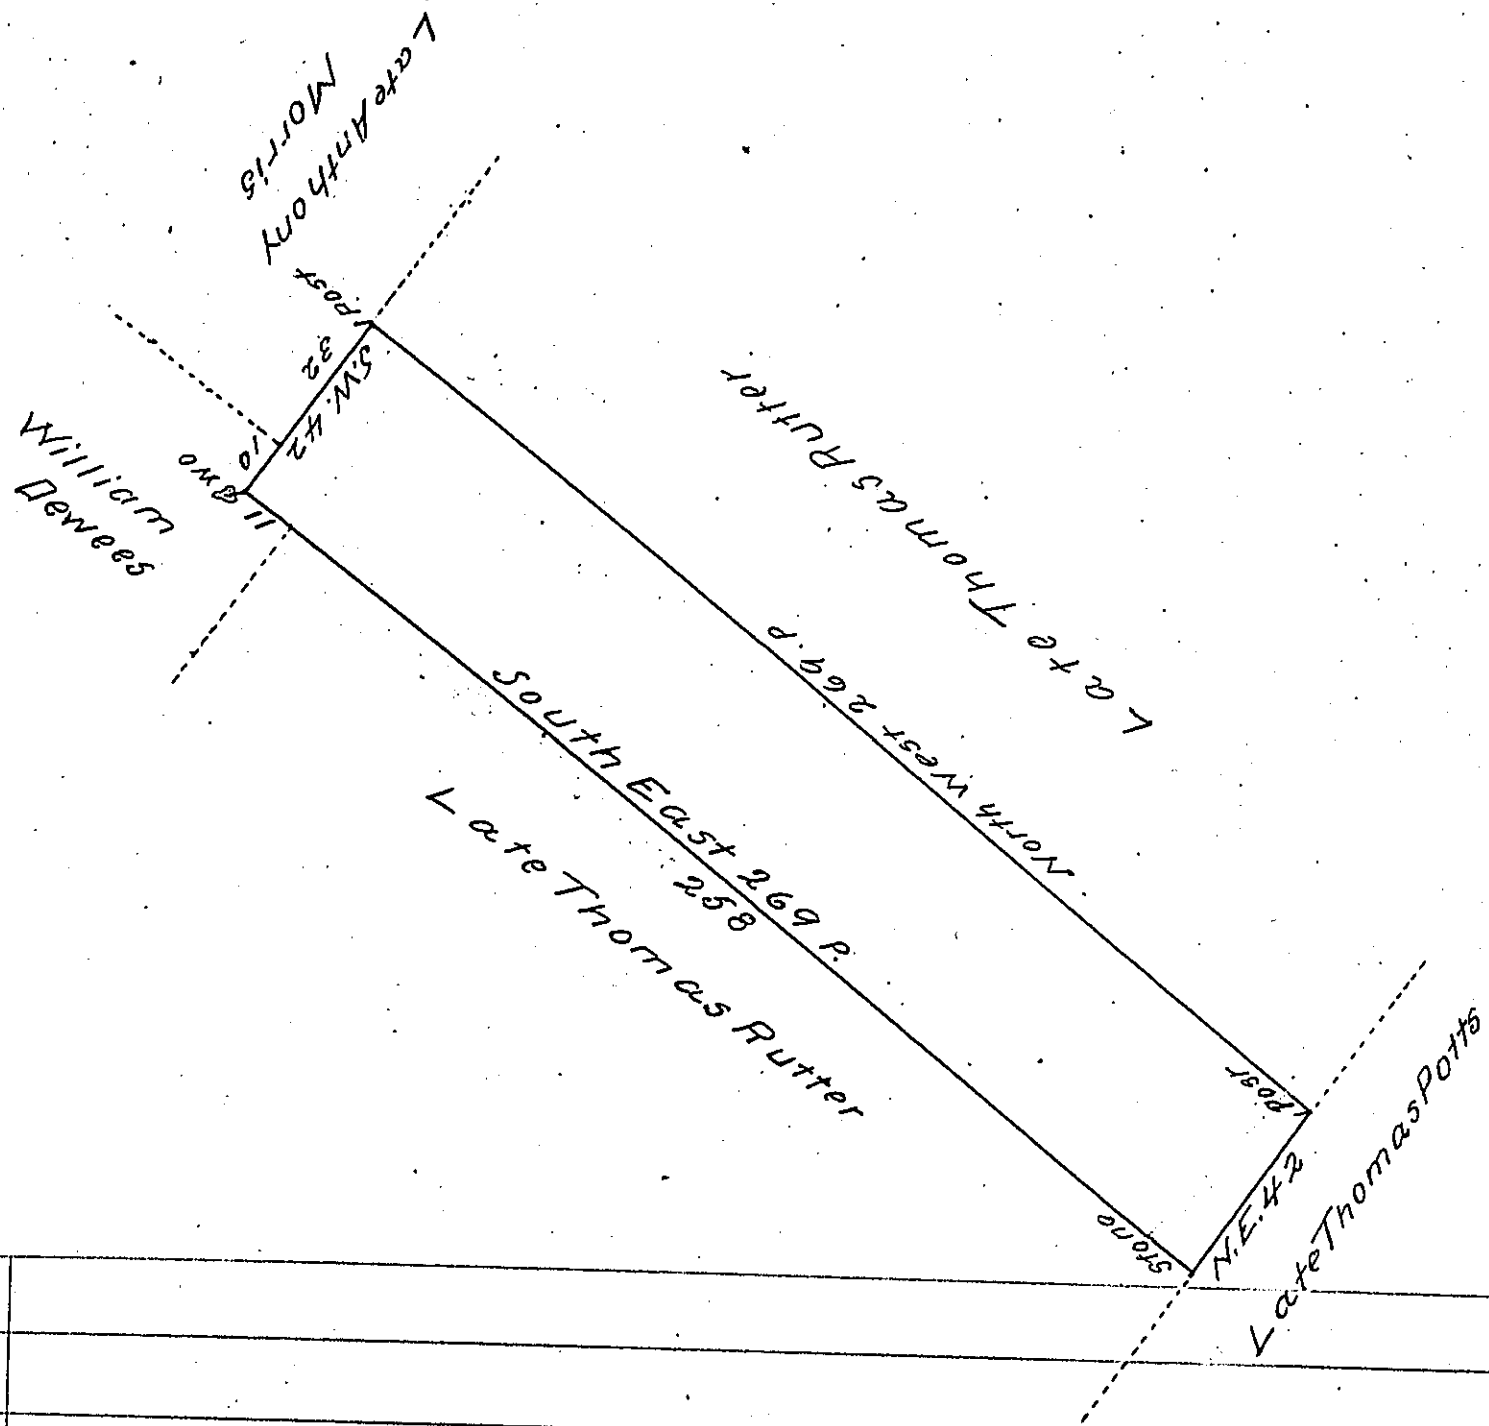 Late Anthony
Morris
Post
32
S.W. 42
10
B wo
11
William
Dewees
Late Thomas Rutter
North West 269. P
South East 269 P.
258
Late Thomas Rutter
Post
Stone
N.E. 42
Late Thomas Potts